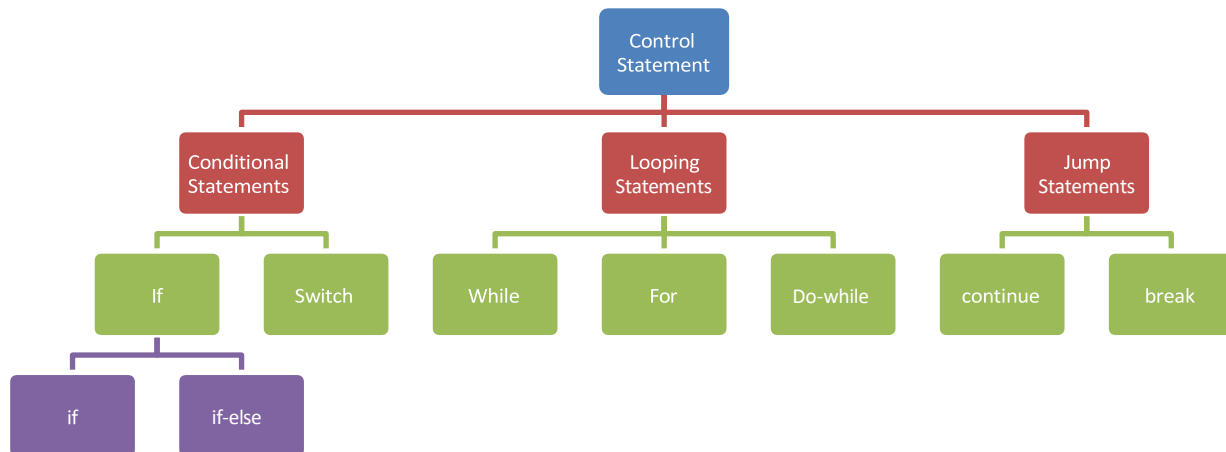 Control
Statement
Conditional
Statements
Looping
Statements
Jump
Statements
If
Switch
While
For
Do-while
continue
break
if
if-else